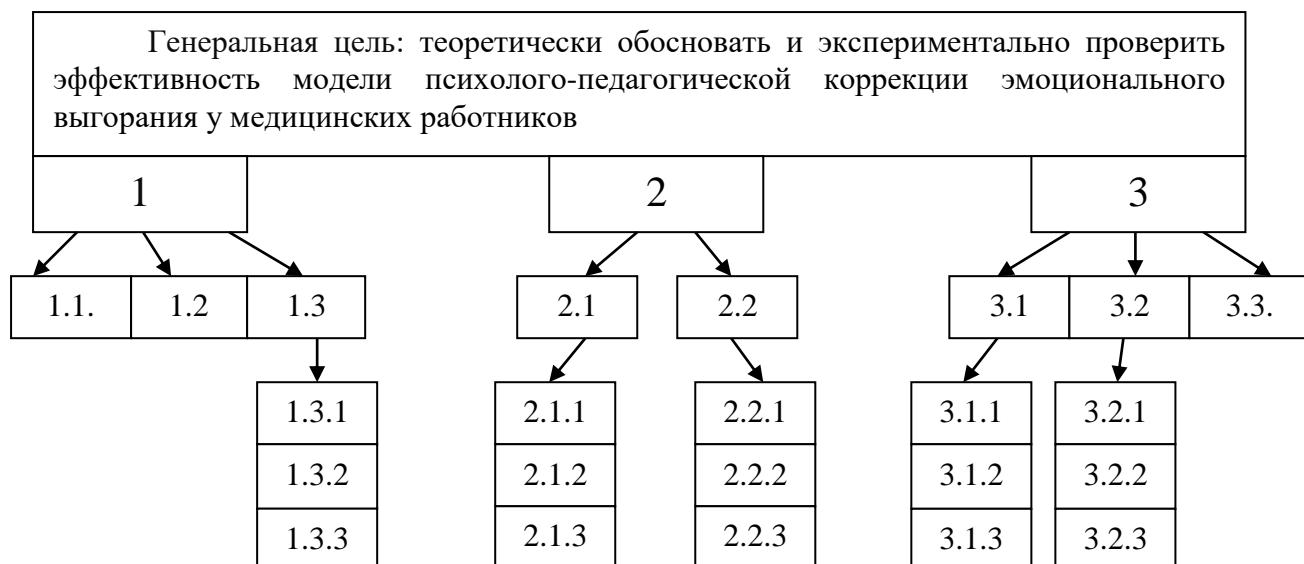 Генеральная цель: теоретически обосновать и экспериментально проверить
эффективность модели психолого-педагогической коррекции эмоционального
выгорания у медицинских работников
1 2 3
1.1. 1.2 1.3 2.1 2.2 3.1 3.2 3.3.
1.3.1 2.1.1 2.2.1 3.1.1 3.2.1
1.3.2 2.1.2 2.2.2 3.1.2 3.2.2
1.3.3 2.1.3 2.2.3 3.1.3 3.2.3